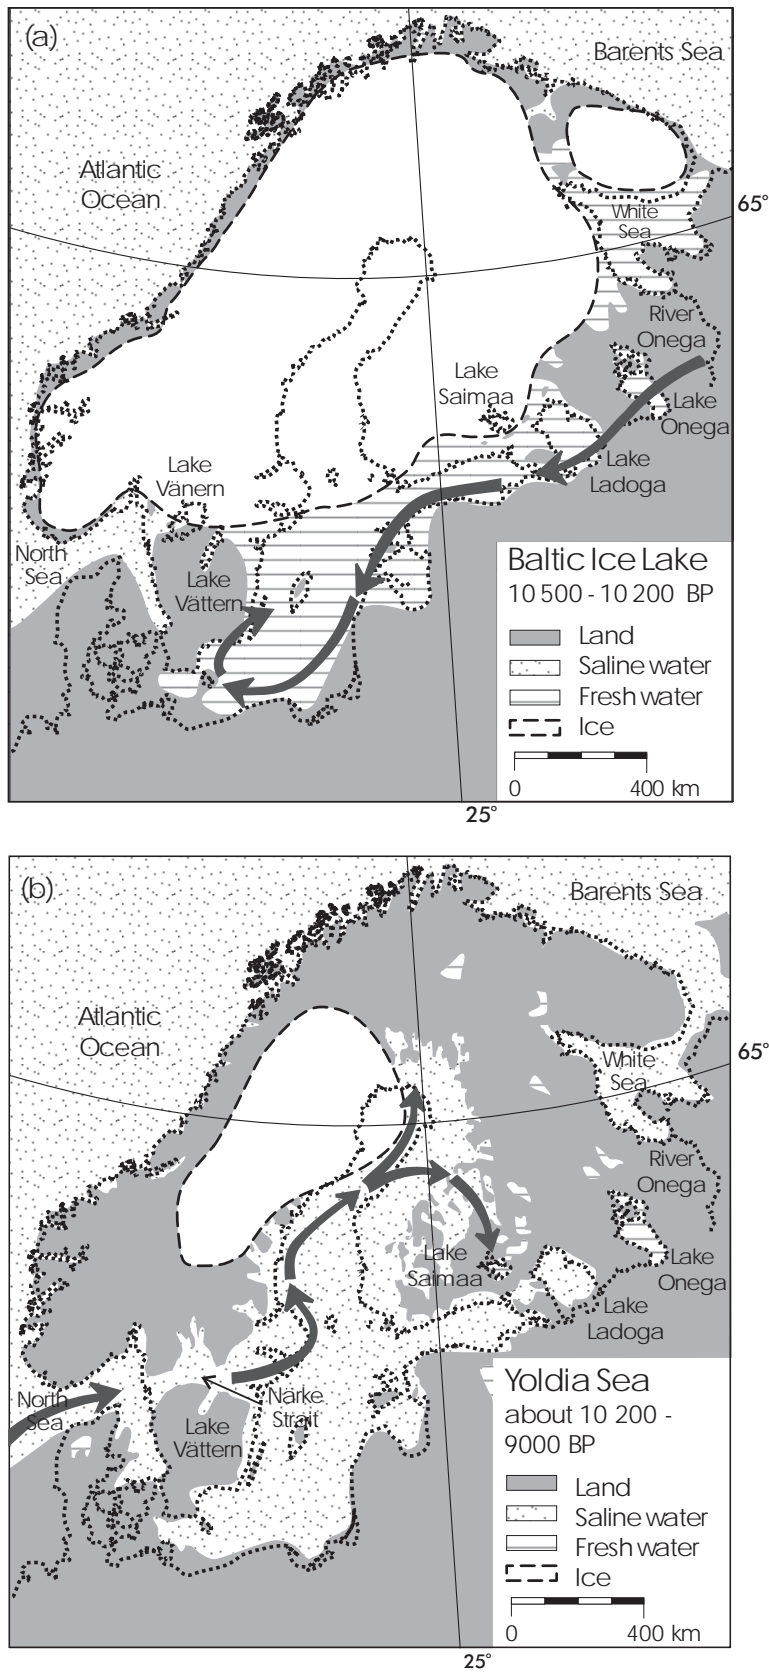 (a)
Barents Sea
Atlantic
Ocean
65°
White
Sea
River
Onega
Lake
Saimaa
Lake
Onega
Lake
Ladoga
Lake
Vänern
North
Sea
Lake
Vättern
Baltic Ice Lake
10 500 - 10 200 BP
Land
Saline water
Fresh water
Ice
0 400 km
25°
(b)
Barents Sea
Atlantic
Ocean
65°
White
Sea
River
Onega
Lake
Saimaa
Lake
Onega
Lake
Ladoga
North
Sea
Närke
Strait
Lake
Vättern
Yoldia Sea
about 10 200 -
9000 BP
Land
Saline water
Fresh water
Ice
0 400 km
25°